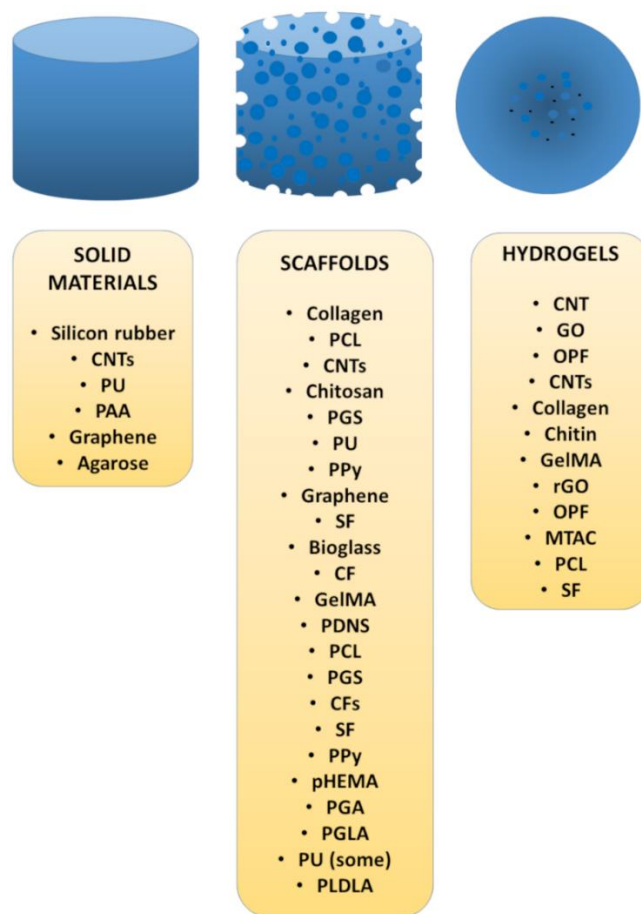 SOLID
MATERIALS
• Silicon rubber
• CNTs
• PU
• PAA
• Graphene
• Agarose
SCAFFOLDS
• Collagen
• PCL
• CNTs
• Chitosan
• PGS
• PU
• PPy
• Graphene
• SF
• Bioglass
• CF
• GelMA
• PDNS
• PCL
• PGS
• CFs
• SF
• PPy
• pHEMA
• PGA
• PGLA
• PU (some)
• PLDLA
HYDROGELS
• CNT
• GO
• OPF
• CNTs
• Collagen
• Chitin
• GelMA
• rGO
• OPF
• MTAC
• PCL
• SF